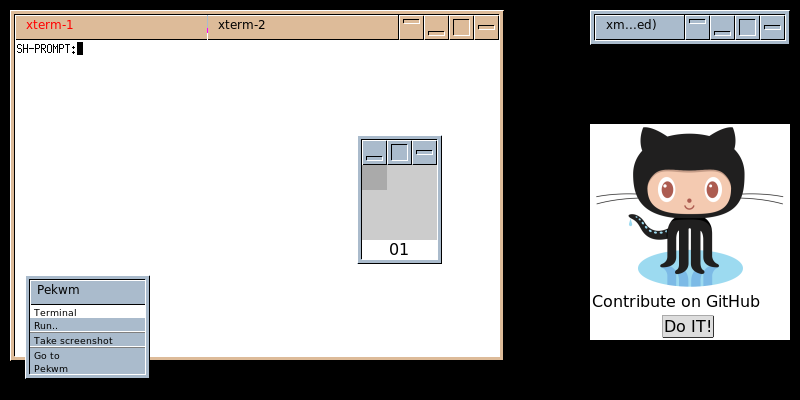 xterm-1
xterm-2
xm...ed)
SH-PROMPT:
01
Pekwm
Terminal
Run..
Take screenshot
Go to
Pekwm
Contribute on GitHub
Do IT!